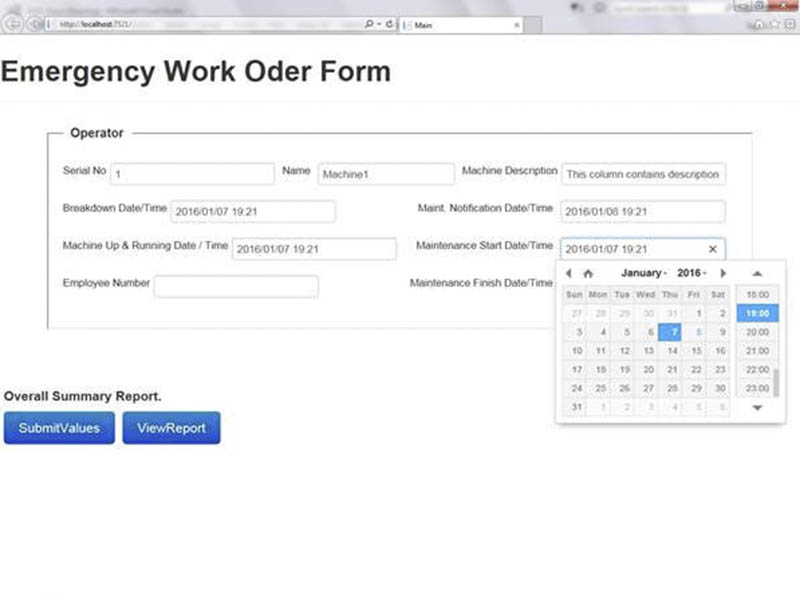 http://localhost:7521/
Main
Emergency Work Oder Form
Operator
Serial No 1 Name Machine1 Machine Description This column contains description
Breakdown Date/Time 2016/01/07 19:21 Maint. Notification Date/Time 2016/01/08 19:21
Machine Up & Running Date / Time 2016/01/07 19:21 Maintenance Start Date/Time 2016/01/07 19:21
Employee Number Maintenance Finish Date/Time
January 2016
Sun Mon Tue Wed Thu Fri Sat 18:00
27 28 29 30 31 1 2 19:00
3 4 5 6 7 8 9 20:00
10 11 12 13 14 15 16 21:00
17 18 19 20 21 22 23 22:00
24 25 26 27 28 29 30 23:00
31 1 2 3 4 5 6
Overall Summary Report.
SubmitValues ViewReport